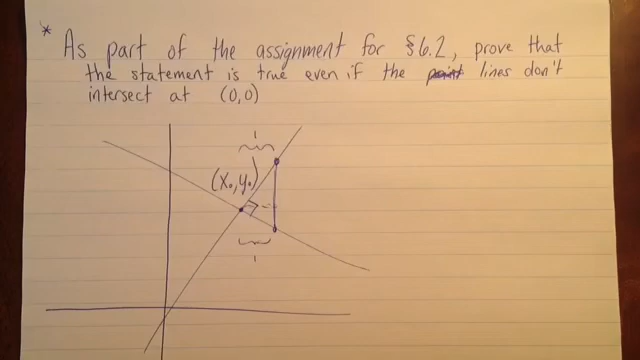 * As part of the assignment for §6.2, prove that
the statement is true even if the point lines don't
intersect at (0,0)
1
(x₀, y₀)
1